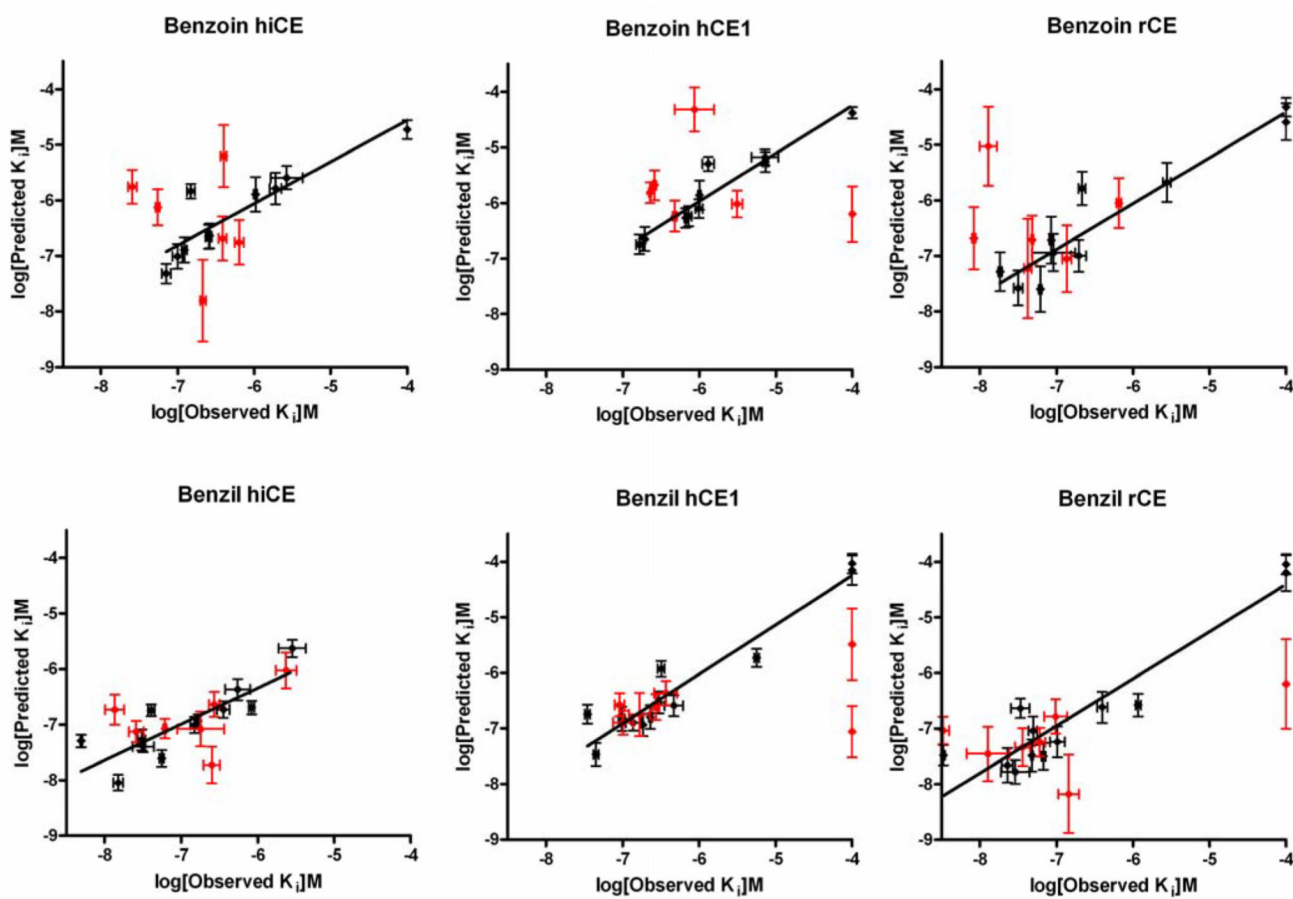 Benzoin hiCE
log[Predicted Ki]M
-4
-5
-6
-7
-8
-9
-8 -7 -6 -5 -4
log[Observed Ki]M
Benzoin hCE1
log[Predicted Ki]M
-4
-5
-6
-7
-8
-9
-8 -7 -6 -5 -4
log[Observed Ki]M
Benzoin rCE
log[Predicted Ki]M
-4
-5
-6
-7
-8
-9
-8 -7 -6 -5 -4
log[Observed Ki]M
Benzil hiCE
log[Predicted Ki]M
-4
-5
-6
-7
-8
-9
-8 -7 -6 -5 -4
log[Observed Ki]M
Benzil hCE1
log[Predicted Ki]M
-4
-5
-6
-7
-8
-9
-8 -7 -6 -5 -4
log[Observed Ki]M
Benzil rCE
log[Predicted Ki]M
-4
-5
-6
-7
-8
-9
-8 -7 -6 -5 -4
log[Observed Ki]M